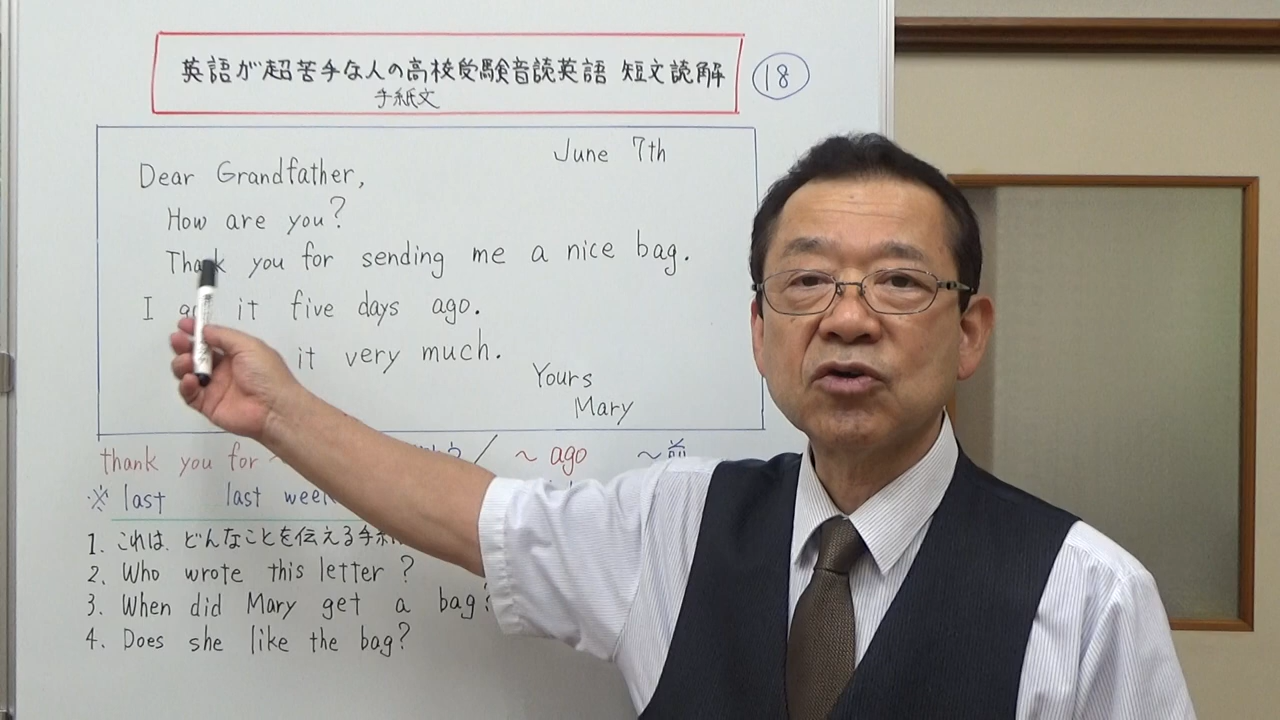 英語が超苦手な人の高校受験音読英語 短文読解
手紙文
18
June 7th
Dear Grandfather,
How are you?
Thank you for sending me a nice bag.
I it five days ago.
it very much.
Yours
Mary
thank you for ～ / ～ ago ～前
※ last last week
1. これは、どんなことを伝える手紙
2. Who wrote this letter?
3. When did Mary get a bag?
4. Does she like the bag?